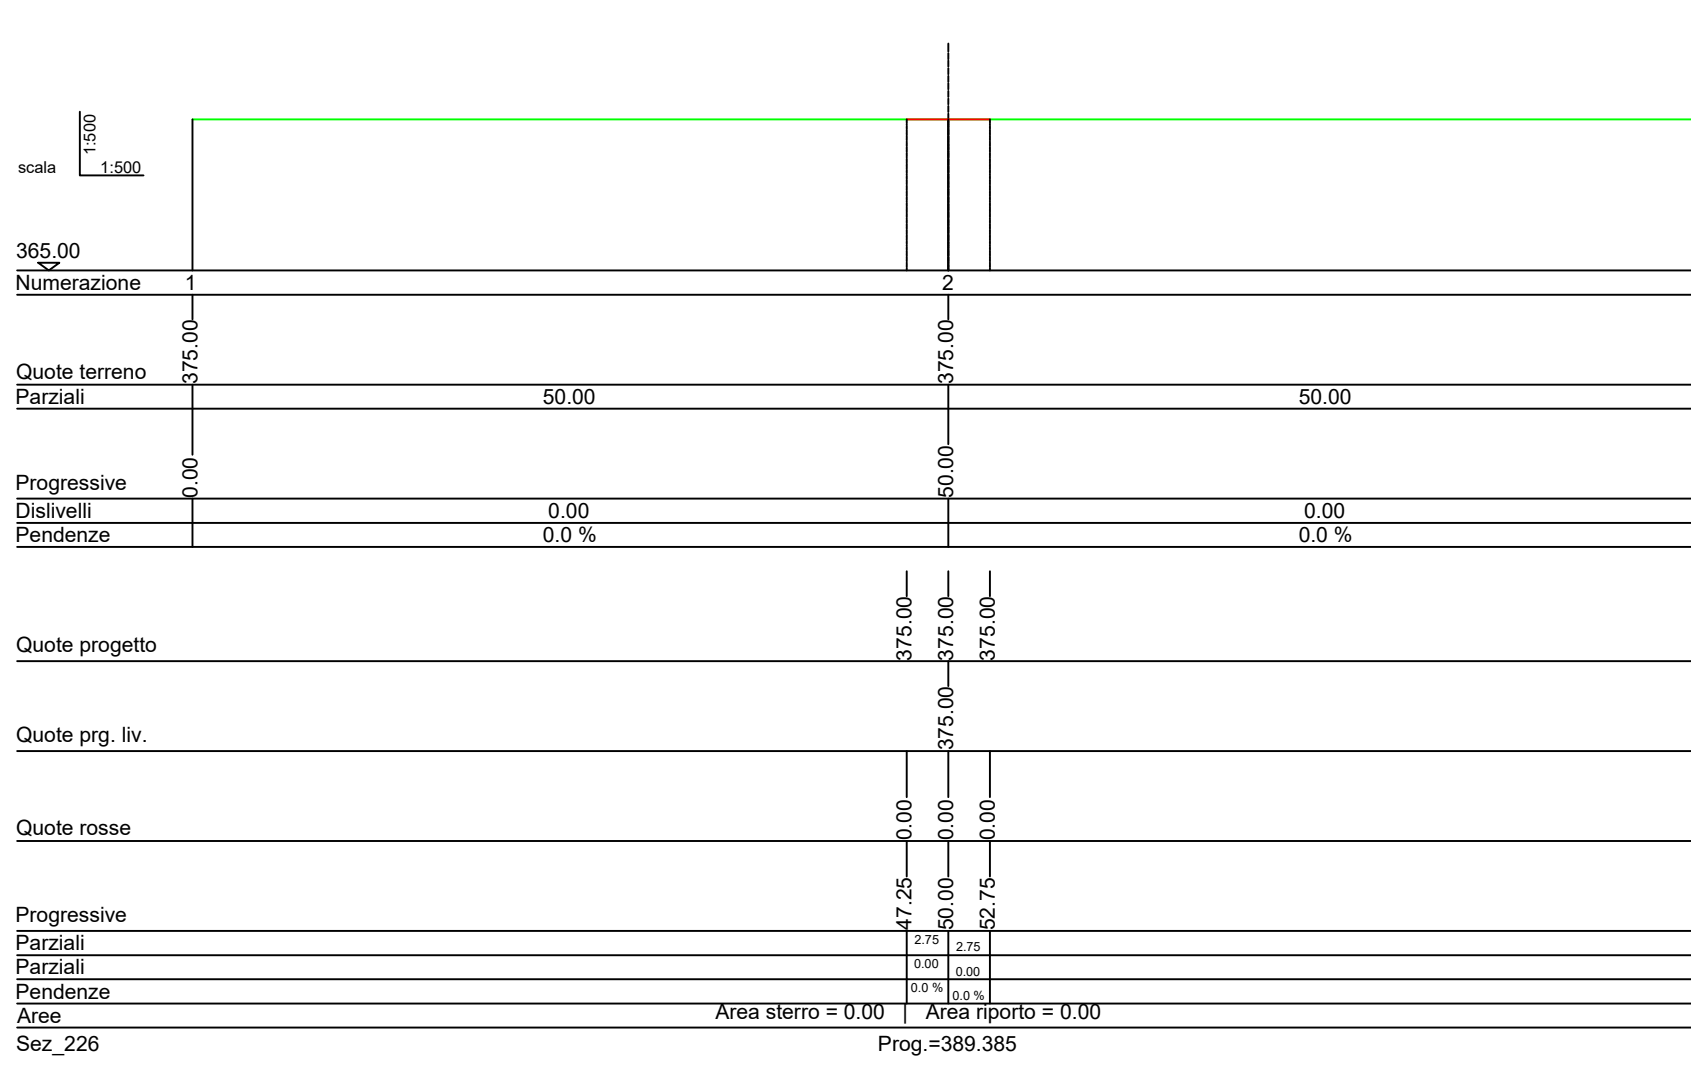 1:500
scala 1:500
365.00
Numerazione 1 2
Quote terreno 375.00 375.00
Parziali 50.00 50.00
Progressive 0.00 50.00
Dislivelli 0.00 0.00
Pendenze 0.0 % 0.0 %
Quote progetto 375.00 375.00 375.00
Quote prg. liv. 375.00
Quote rosse 0.00 0.00 0.00
Progressive 47.25 50.00 52.75
Parziali 2.75 2.75
Parziali 0.00 0.00
Pendenze 0.0 % 0.0 %
Aree Area sterro = 0.00 Area riporto = 0.00
Sez_226 Prog.=389.385